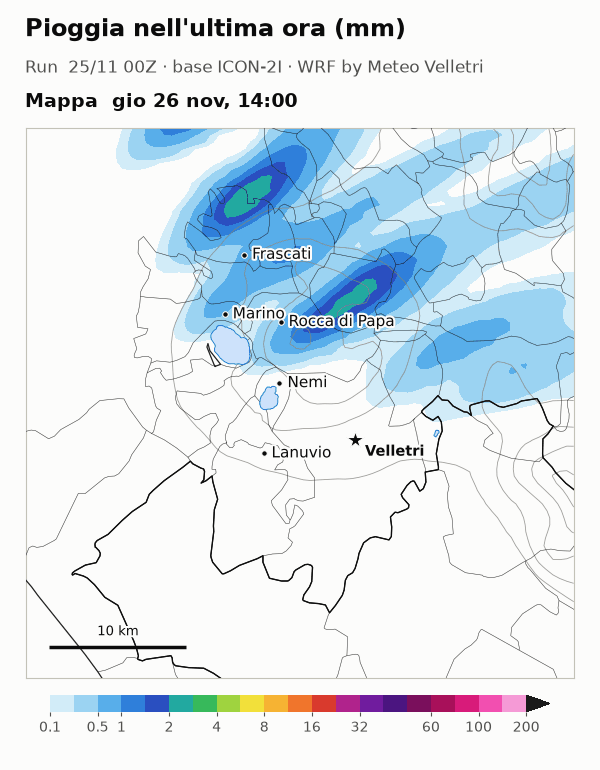 Pioggia nell'ultima ora (mm)
Run 25/11 00Z · base ICON-2I · WRF by Meteo Velletri
Mappa gio 26 nov, 14:00
Frascati
Marino
Rocca di Papa
Nemi
Velletri
Lanuvio
10 km
0.1 0.5 1 2 4 8 16 32 60 100 200